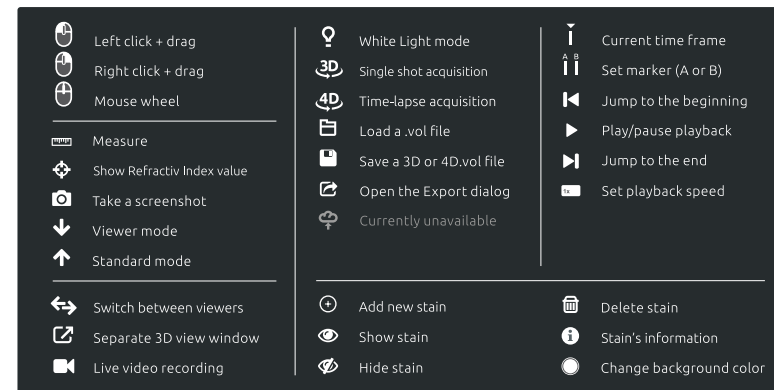 Left click + drag
Right click + drag
Mouse wheel
Measure
Show Refractiv Index value
Take a screenshot
Viewer mode
Standard mode
Switch between viewers
Separate 3D view window
Live video recording
White Light mode
3D Single shot acquisition
4D Time-lapse acquisition
Load a .vol file
Save a 3D or 4D.vol file
Open the Export dialog
Currently unavailable
Current time frame
A B
Set marker (A or B)
Jump to the beginning
Play/pause playback
Jump to the end
1x Set playback speed
Add new stain
Show stain
Hide stain
Delete stain
Stain's information
Change background color